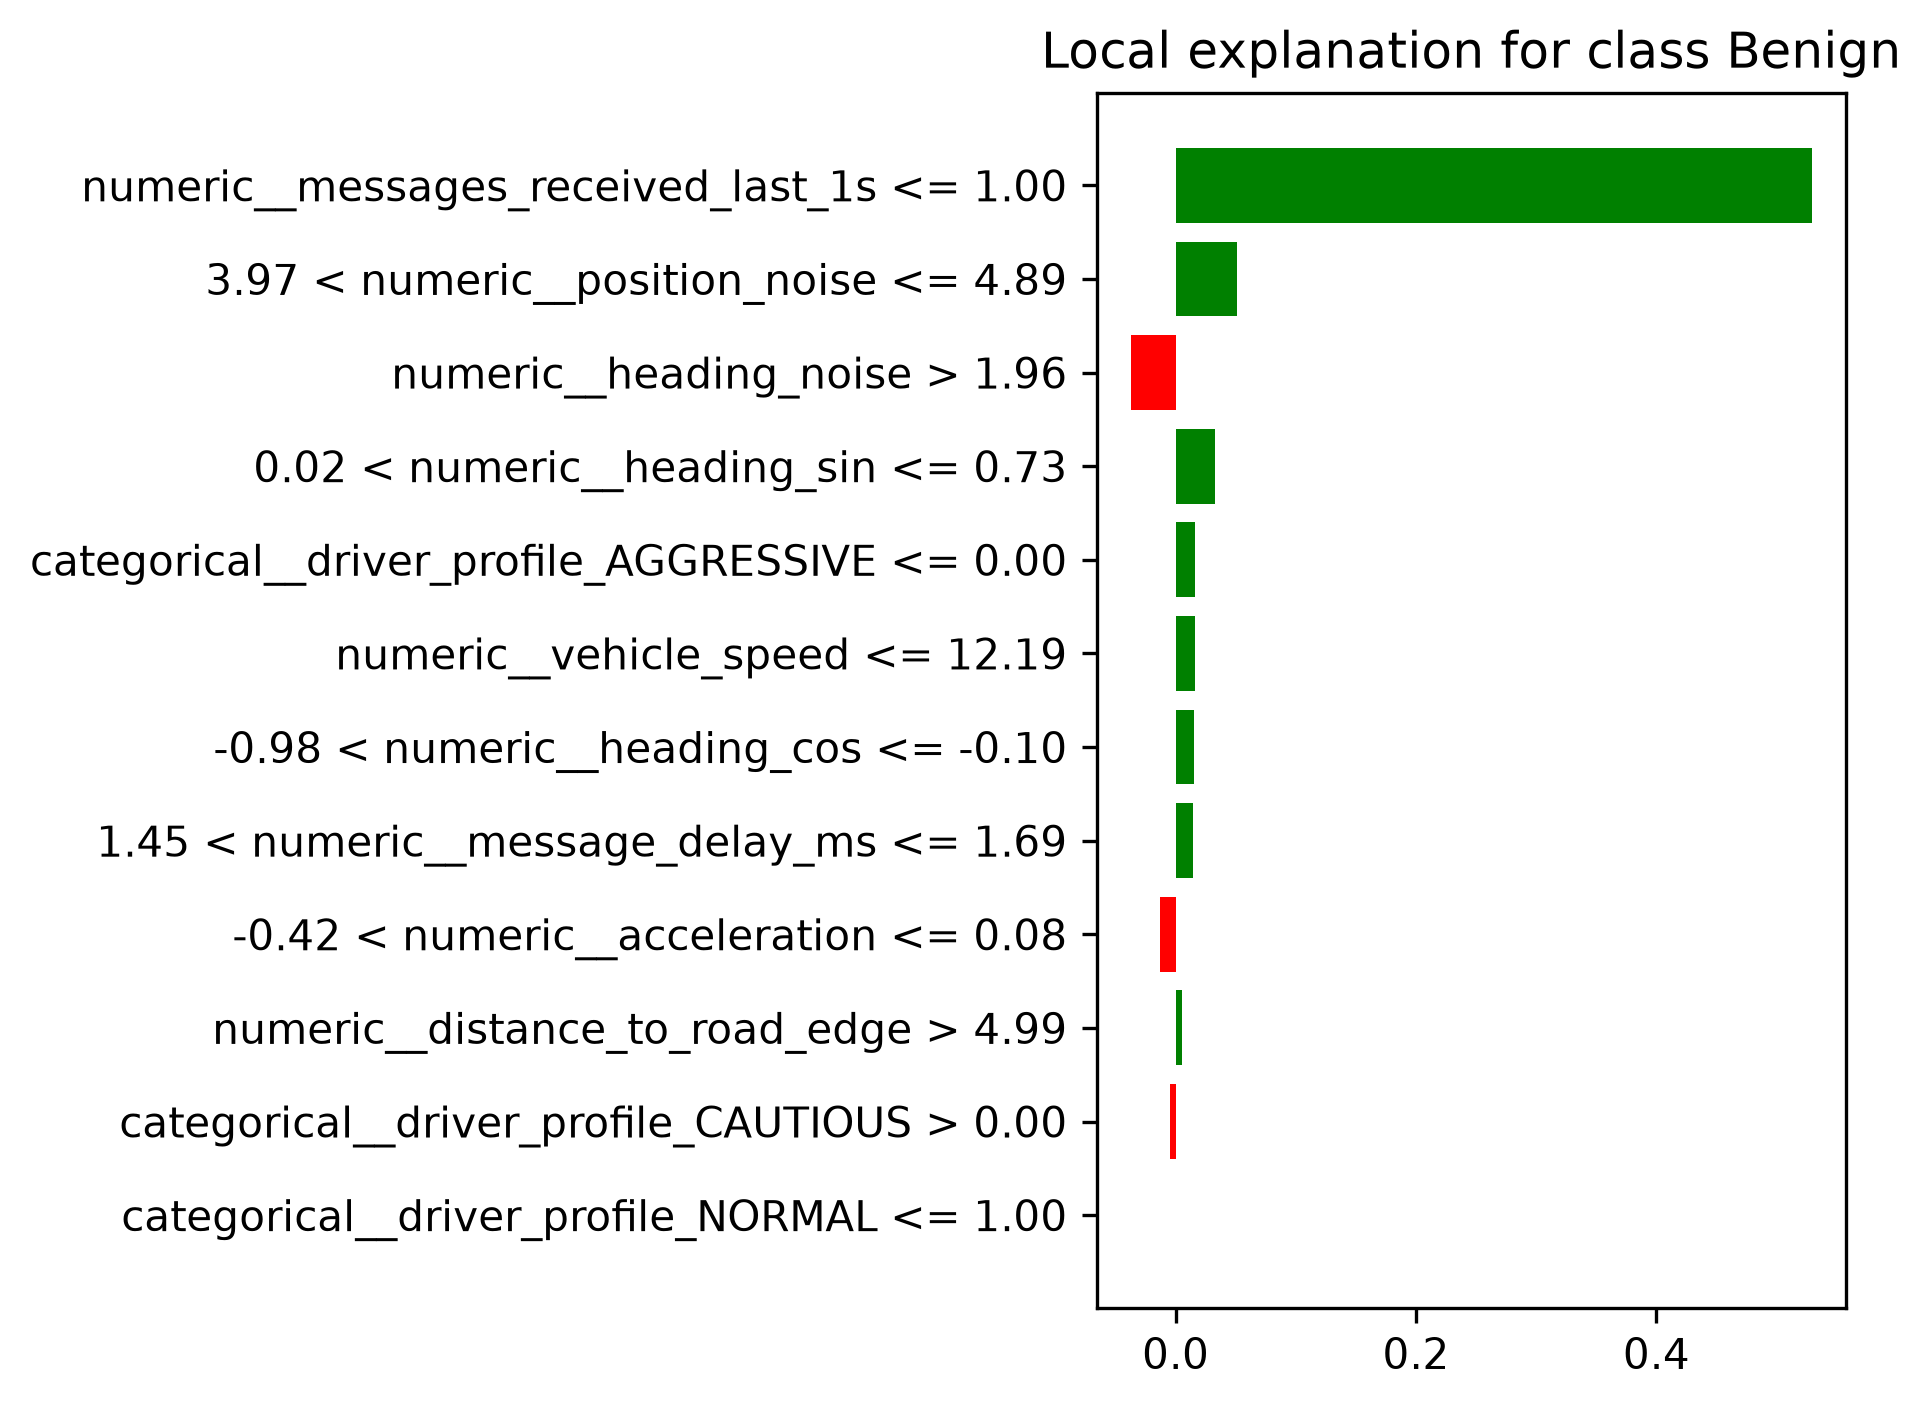 Local explanation for class Benign
numeric__messages_received_last_1s <= 1.00
3.97 < numeric__position_noise <= 4.89
numeric__heading_noise > 1.96
0.02 < numeric__heading_sin <= 0.73
categorical__driver_profile_AGGRESSIVE <= 0.00
numeric__vehicle_speed <= 12.19
-0.98 < numeric__heading_cos <= -0.10
1.45 < numeric__message_delay_ms <= 1.69
-0.42 < numeric__acceleration <= 0.08
numeric__distance_to_road_edge > 4.99
categorical__driver_profile_CAUTIOUS > 0.00
categorical__driver_profile_NORMAL <= 1.00
0.0 0.2 0.4